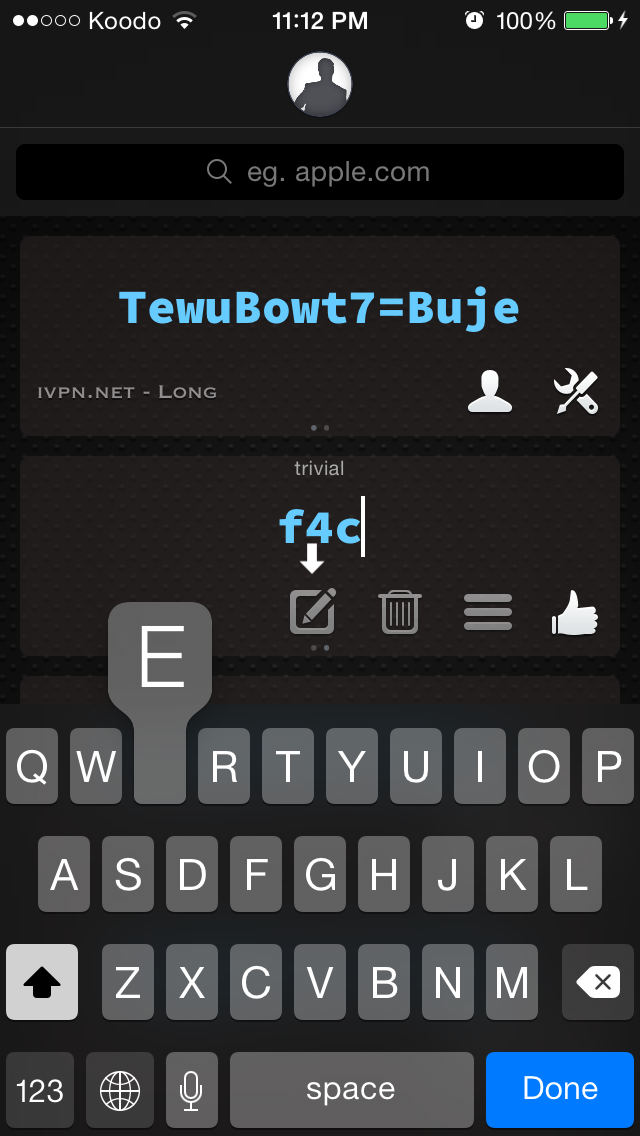 Koodo 11:12 PM 100%
eg. apple.com
TewuBowt7=Buje
ivpn.net - Long
trivial
f4c
E
Q W R T Y U I O P
A S D F G H J K L
Z X C V B N M
123 space Done